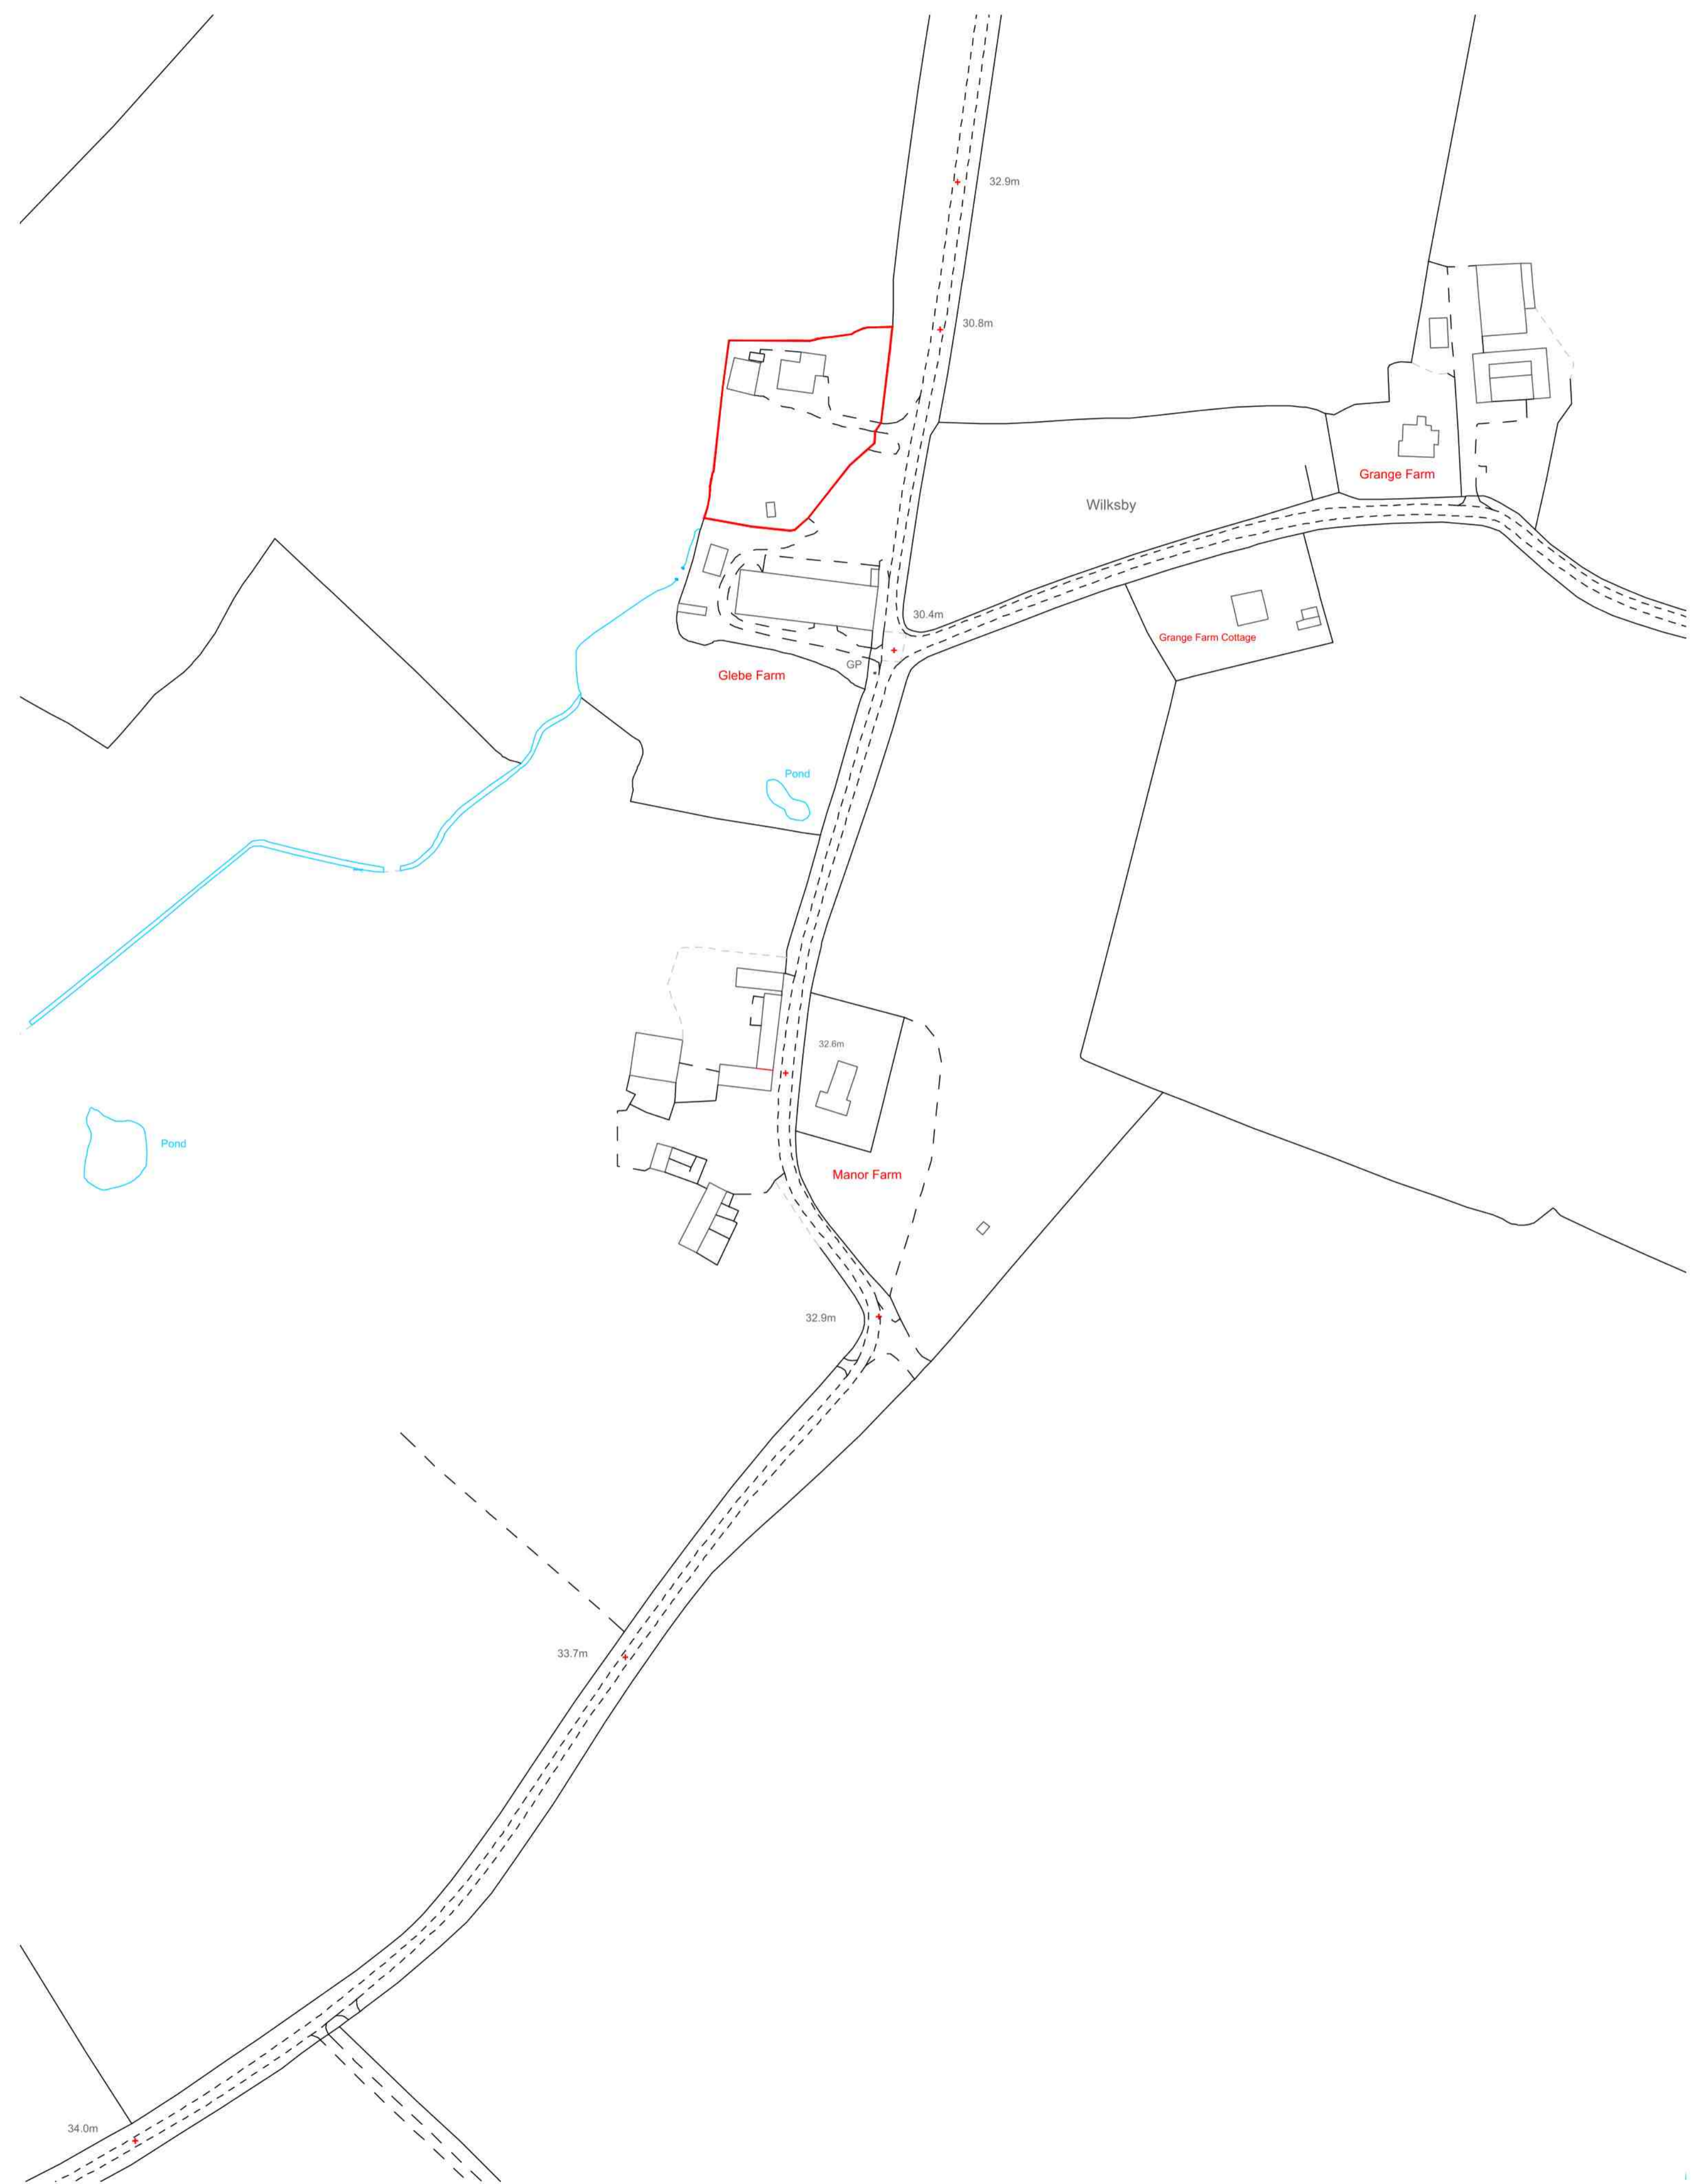 32.9m
30.8m
Grange Farm
Wilksby
30.4m
Grange Farm Cottage
GP
Glebe Farm
Pond
32.6m
Pond
Manor Farm
32.9m
33.7m
34.0m